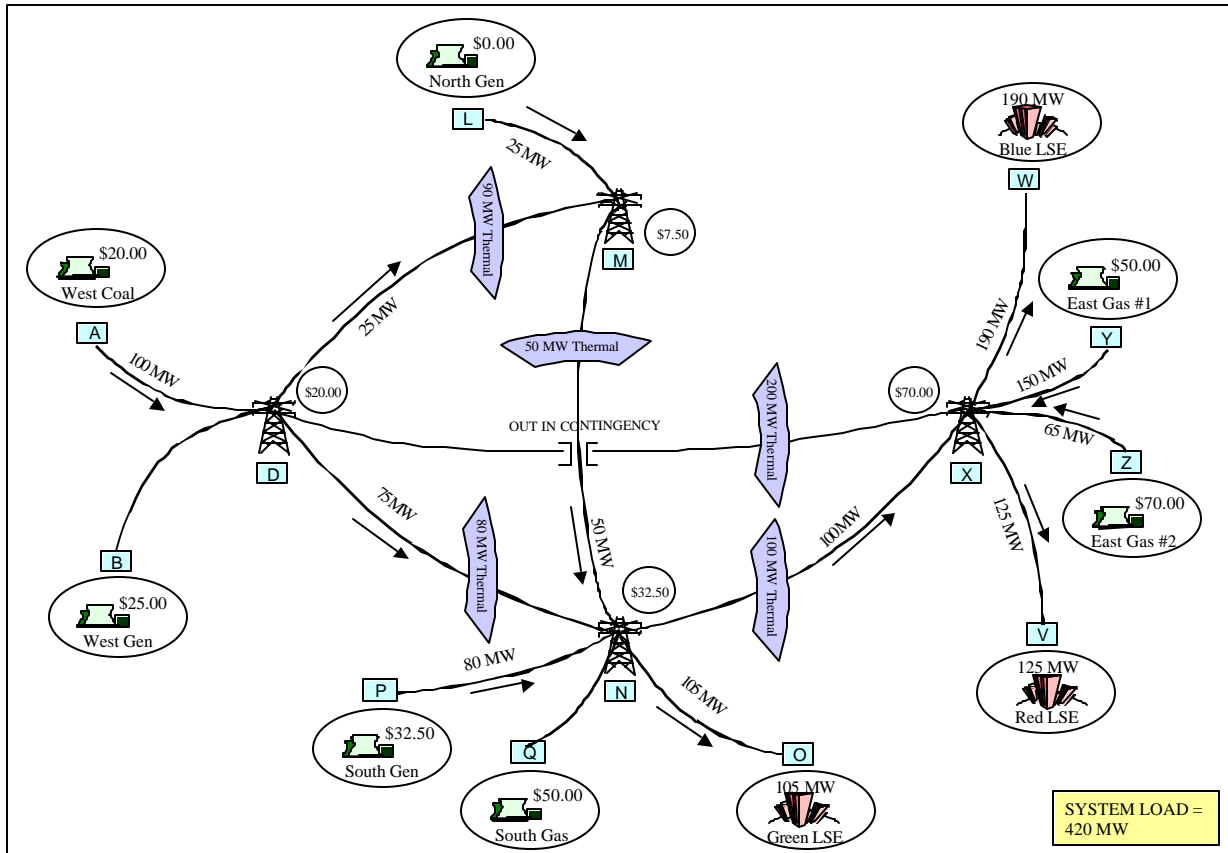 $0.00
North Gen
L
25 MW
190 MW
Blue LSE
W
90 MW Thermal
$7.50
M
$20.00
West Coal
A
100 MW
25 MW
$50.00
East Gas #1
Y
190 MW
150 MW
50 MW Thermal
$20.00
200 MW Thermal
$70.00
OUT IN CONTINGENCY
D
X
65 MW
Z
$70.00
East Gas #2
75MW
80 MW Thermal
50 MW
100 MW Thermal
100MW
125 MW
B
$25.00
West Gen
$32.50
N
V
125 MW
Red LSE
80 MW
P
$32.50
South Gen
105 MW
Q
$50.00
South Gas
O
105 MW
Green LSE
SYSTEM LOAD =
420 MW